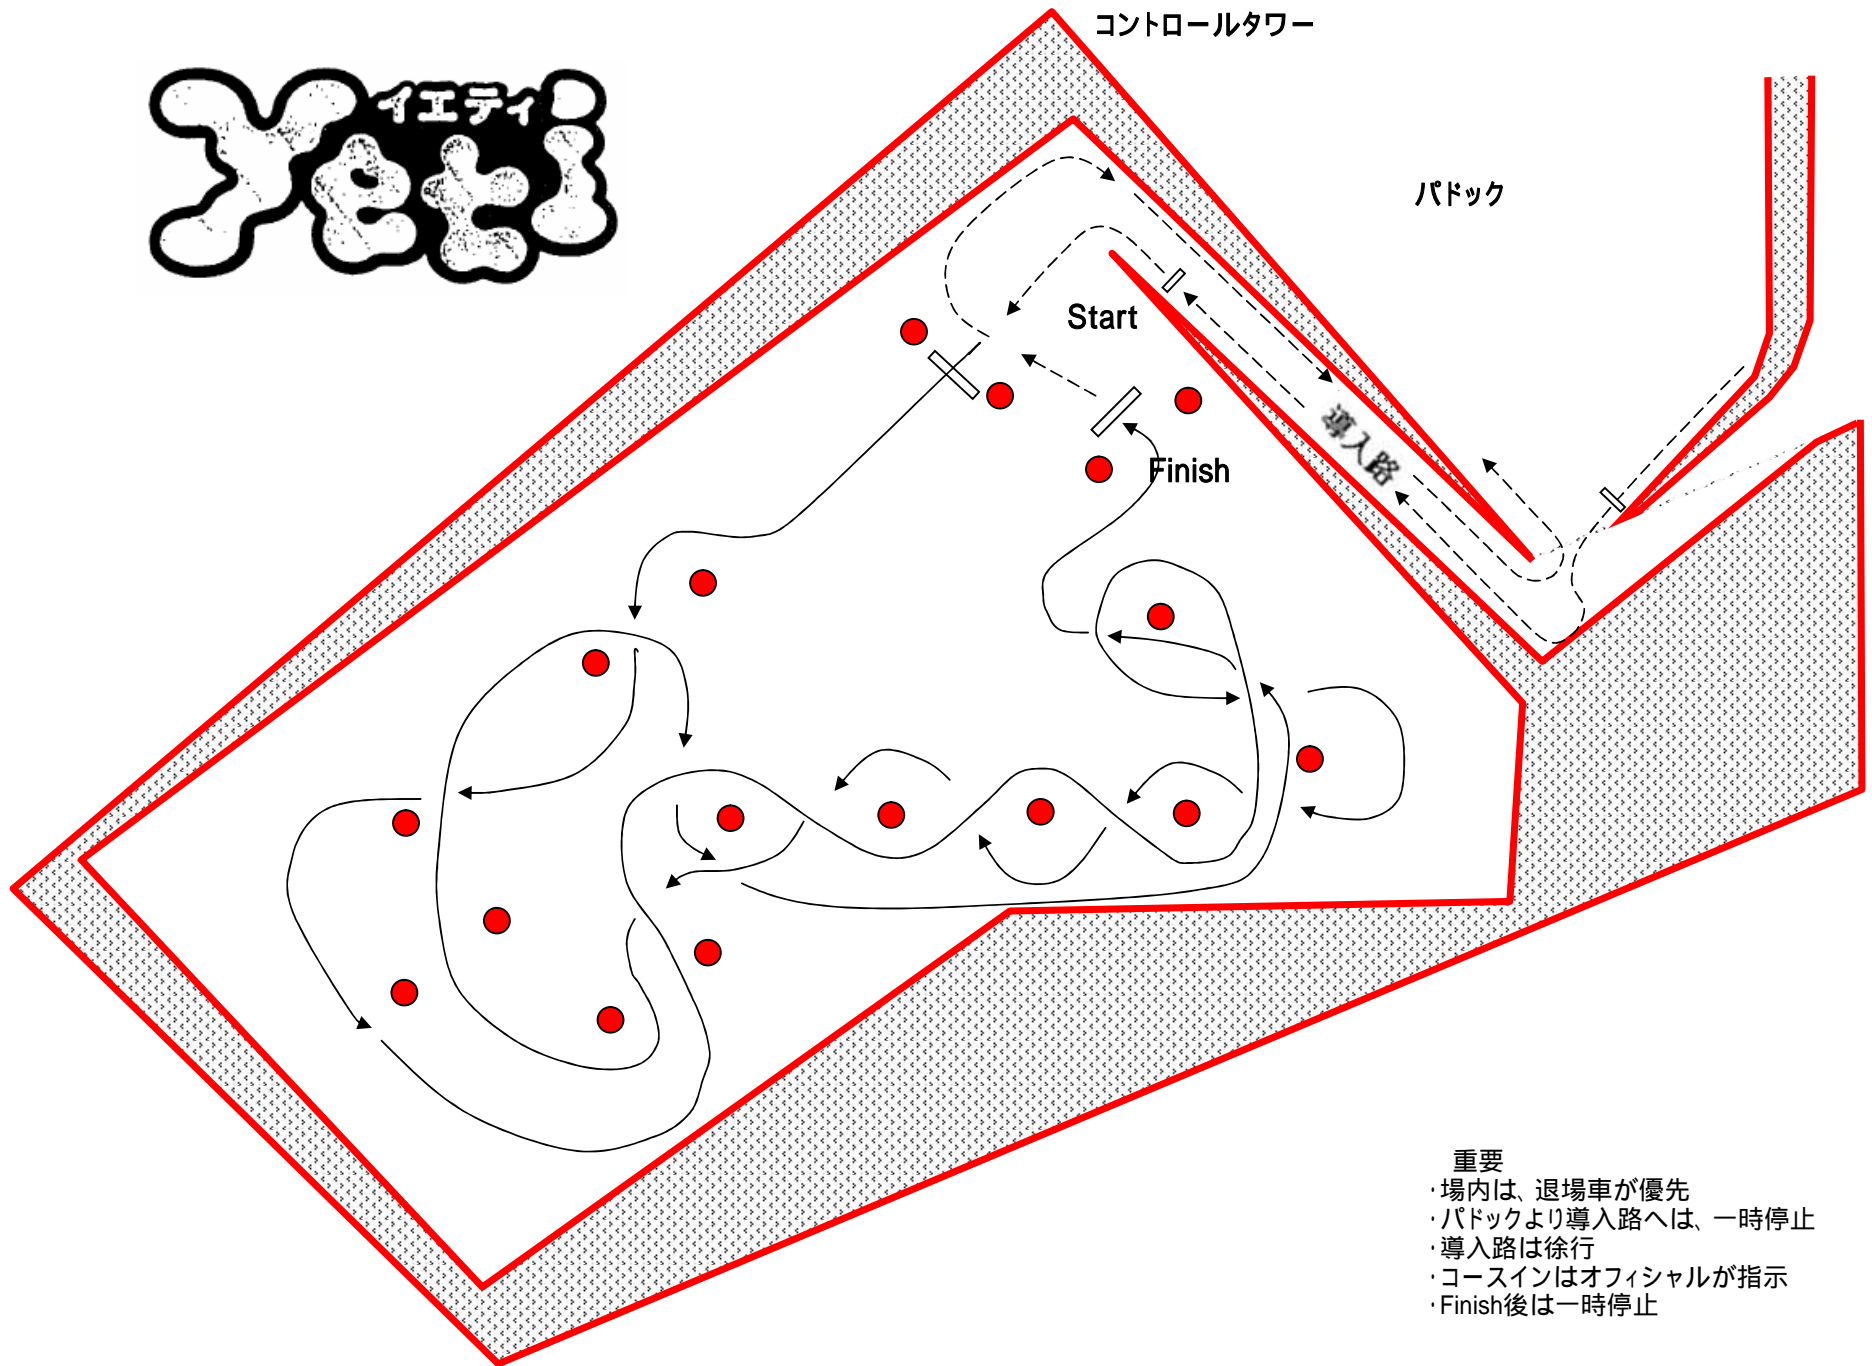 コントロールタワー
イエティ
Yeti
パドック
Start
導入路
Finish
重要
・場内は、退場車が優先
・パドックより導入路へは、一時停止
・導入路は徐行
・コースインはオフィシャルが指示
・Finish後は一時停止